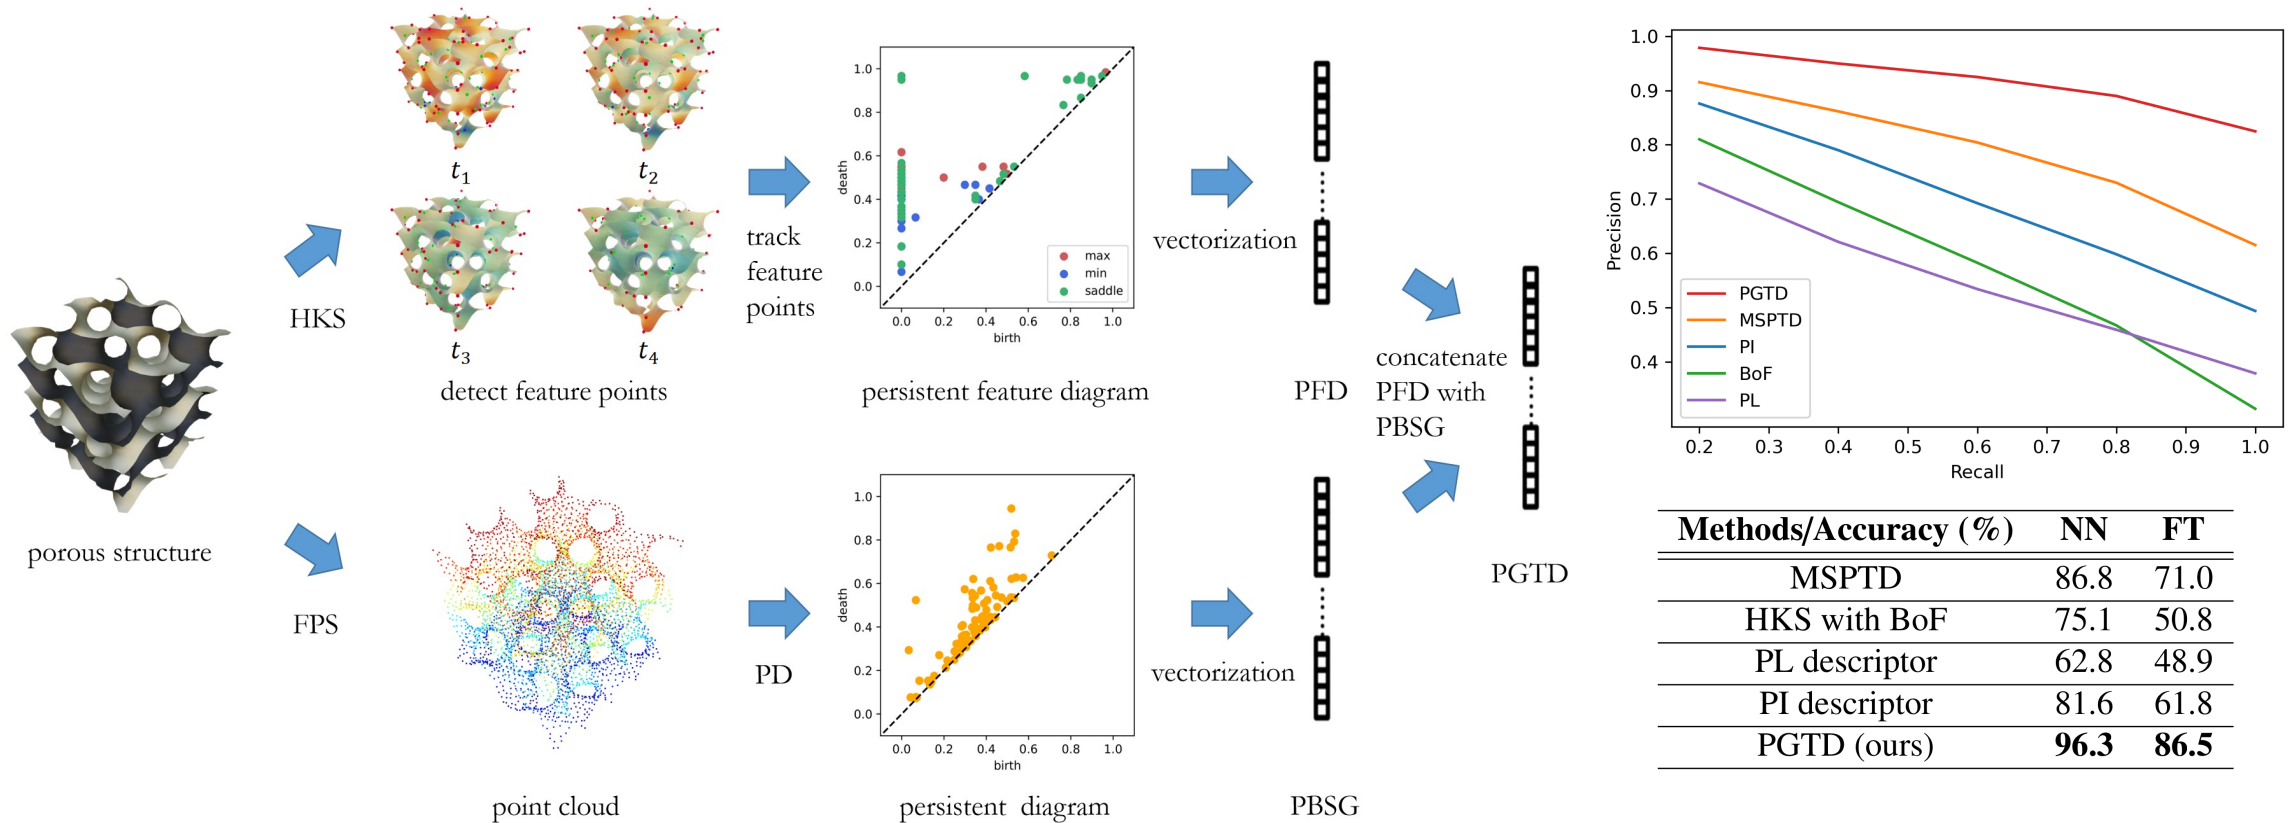 porous structure
HKS
FPS
t1
t2
t3
t4
detect feature points
point cloud
track
feature
points
PD
death
1.0
0.8
0.6
0.4
0.2
0.0
max
min
saddle
0.0 0.2 0.4 0.6 0.8 1.0
birth
persistent feature diagram
death
1.0
0.8
0.6
0.4
0.2
0.0
0.0 0.2 0.4 0.6 0.8 1.0
birth
persistent diagram
vectorization
vectorization
PFD
PBSG
concatenate
PFD with
PBSG
PGTD
Precision
1.0
0.9
0.8
0.7
0.6
0.5
0.4
PGTD
MSPTD
PI
BoF
PL
0.2 0.3 0.4 0.5 0.6 0.7 0.8 0.9 1.0
Recall
Methods/Accuracy (%) NN FT
MSPTD 86.8 71.0
HKS with BoF 75.1 50.8
PL descriptor 62.8 48.9
PI descriptor 81.6 61.8
PGTD (ours) 96.3 86.5